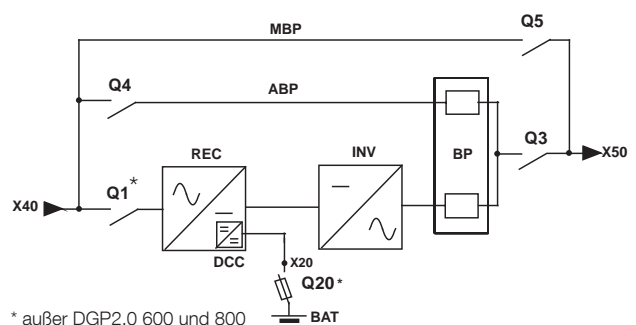 MBP
Q5
Q4
ABP
REC
INV
BP
Q3
X50
X40
Q1*
DCC
X20
Q20*
BAT
* außer DGP2.0 600 und 800